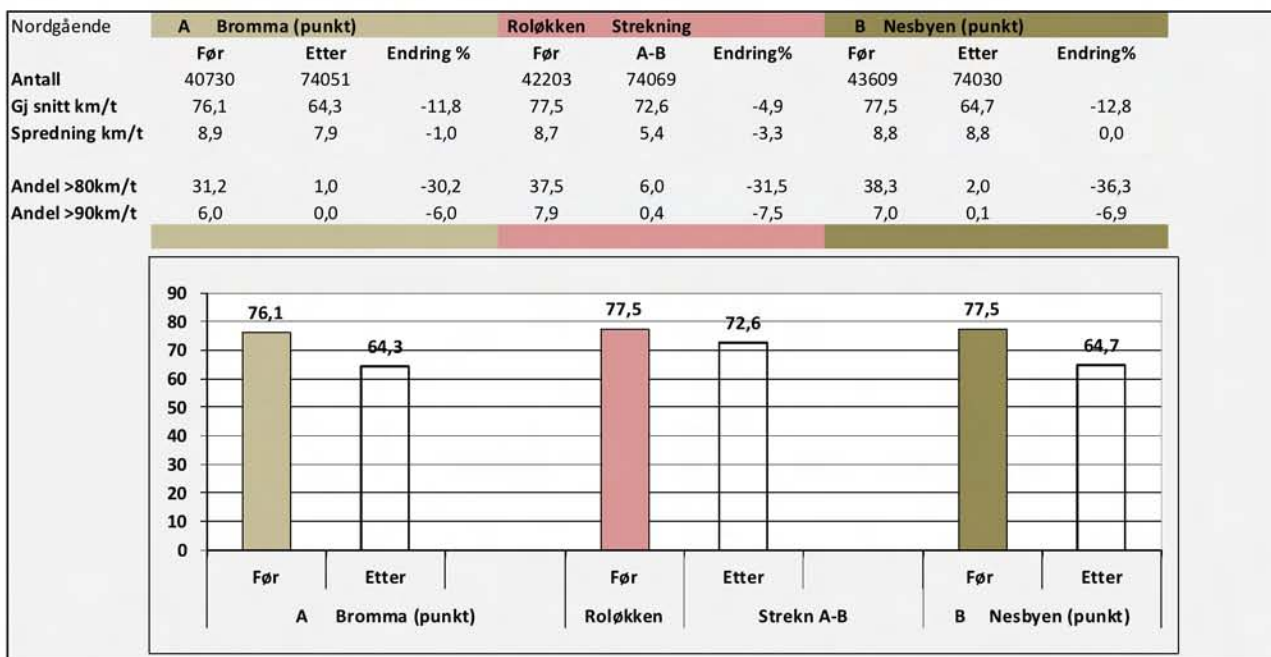 Nordgående A Bromma (punkt) Roløkken Strekning B Nesbyen (punkt)
Før Etter Endring % Før A-B Endring% Før Etter Endring%
Antall 40730 74051 42203 74069 43609 74030
Gj snitt km/t 76,1 64,3 -11,8 77,5 72,6 -4,9 77,5 64,7 -12,8
Spredning km/t 8,9 7,9 -1,0 8,7 5,4 -3,3 8,8 8,8 0,0
Andel >80km/t 31,2 1,0 -30,2 37,5 6,0 -31,5 38,3 2,0 -36,3
Andel >90km/t 6,0 0,0 -6,0 7,9 0,4 -7,5 7,0 0,1 -6,9
90
80
70
60
50
40
30
20
10
0
76,1 64,3 77,5 72,6 77,5 64,7
Før Etter Før Etter Før Etter
A Bromma (punkt) Roløkken Strekn A-B B Nesbyen (punkt)